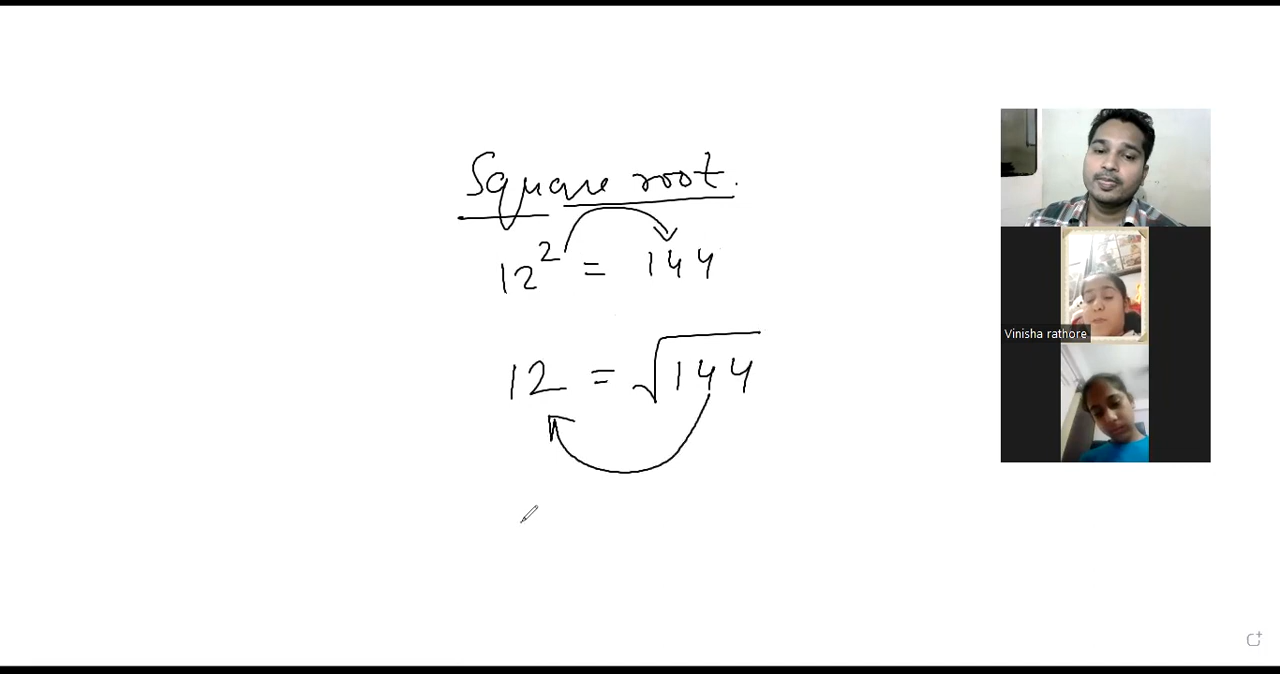 Square root.
12² = 144
12 = √144
Vinisha rathore